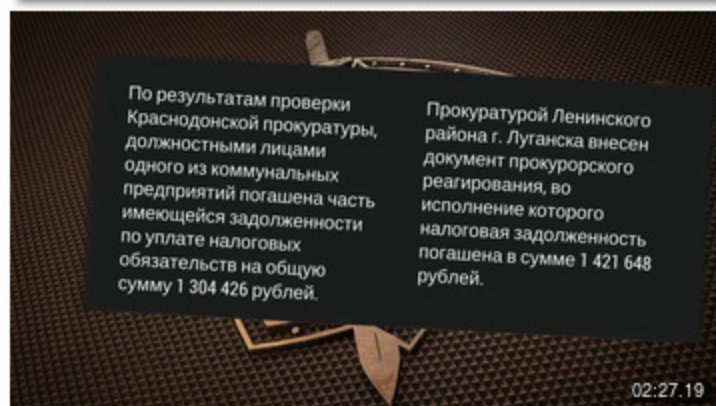 По результатам проверки
Краснодонской прокуратуры,
должностными лицами
одного из коммунальных
предприятий погашена часть
имеющейся задолженности
по уплате налоговых
обязательств на общую
сумму 1 304 426 рублей.
Прокуратурой Ленинского
района г. Луганска внесен
документ прокурорского
реагирования, во
исполнение которого
налоговая задолженность
погашена в сумме 1 421 648
рублей.
02:27.19